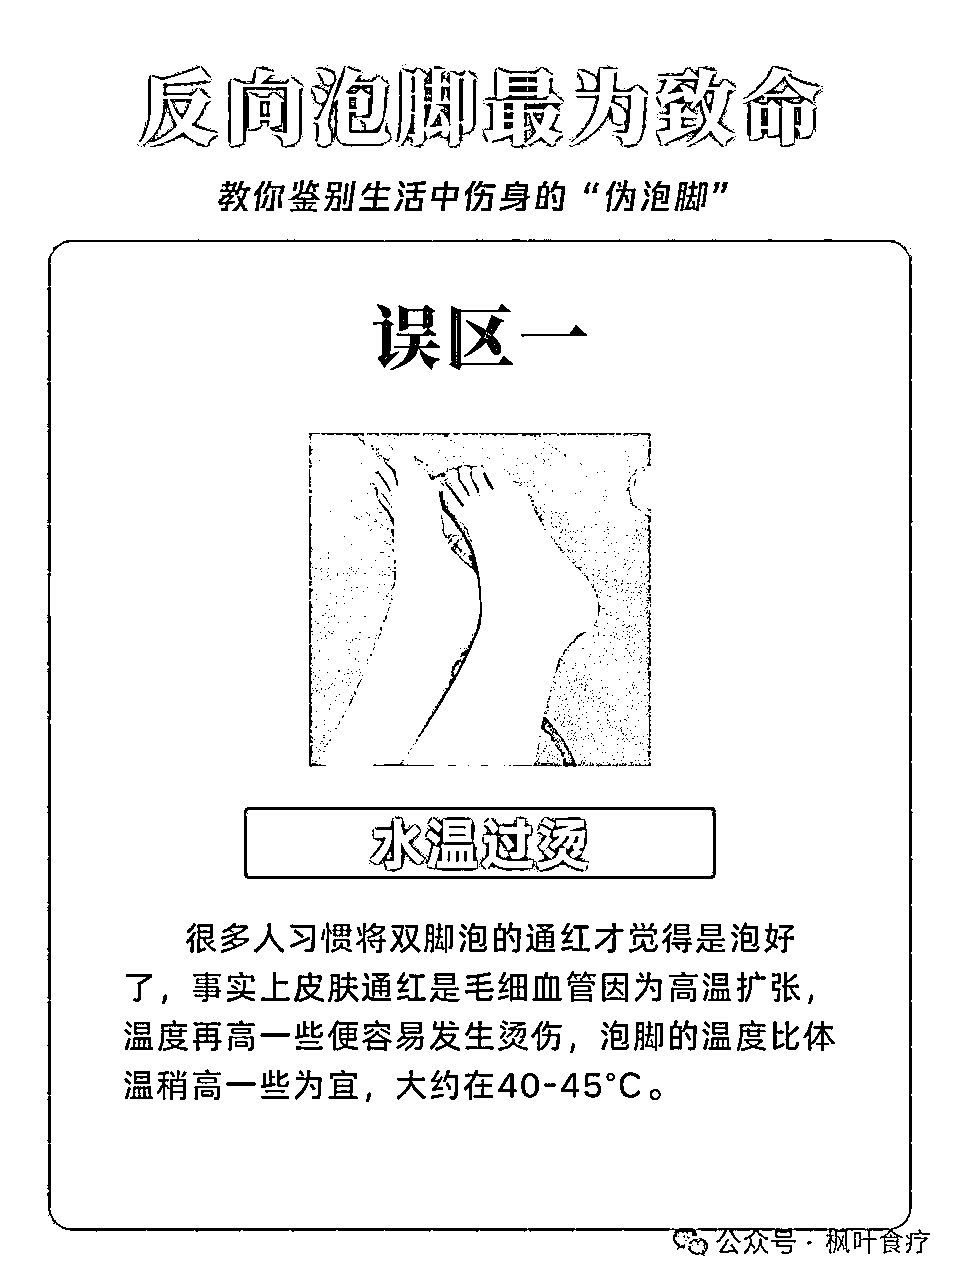 反向泡脚最为致命
教你鉴别生活中伤身的“伪泡脚”
误区一
水温过烫
很多人习惯将双脚泡的通红才觉得是泡好
了，事实上皮肤通红是毛细血管因为高温扩张，
温度再高一些便容易发生烫伤，泡脚的温度比体
温稍高一些为宜，大约在40-45°C。
公众号·枫叶食疗